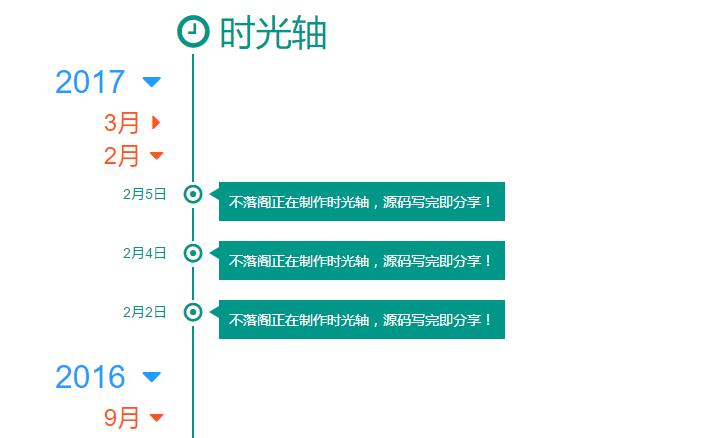 时光轴
2017
3月
2月
2月5日
不落阁正在制作时光轴，源码写完即分享！
2月4日
不落阁正在制作时光轴，源码写完即分享！
2月2日
不落阁正在制作时光轴，源码写完即分享！
2016
9月